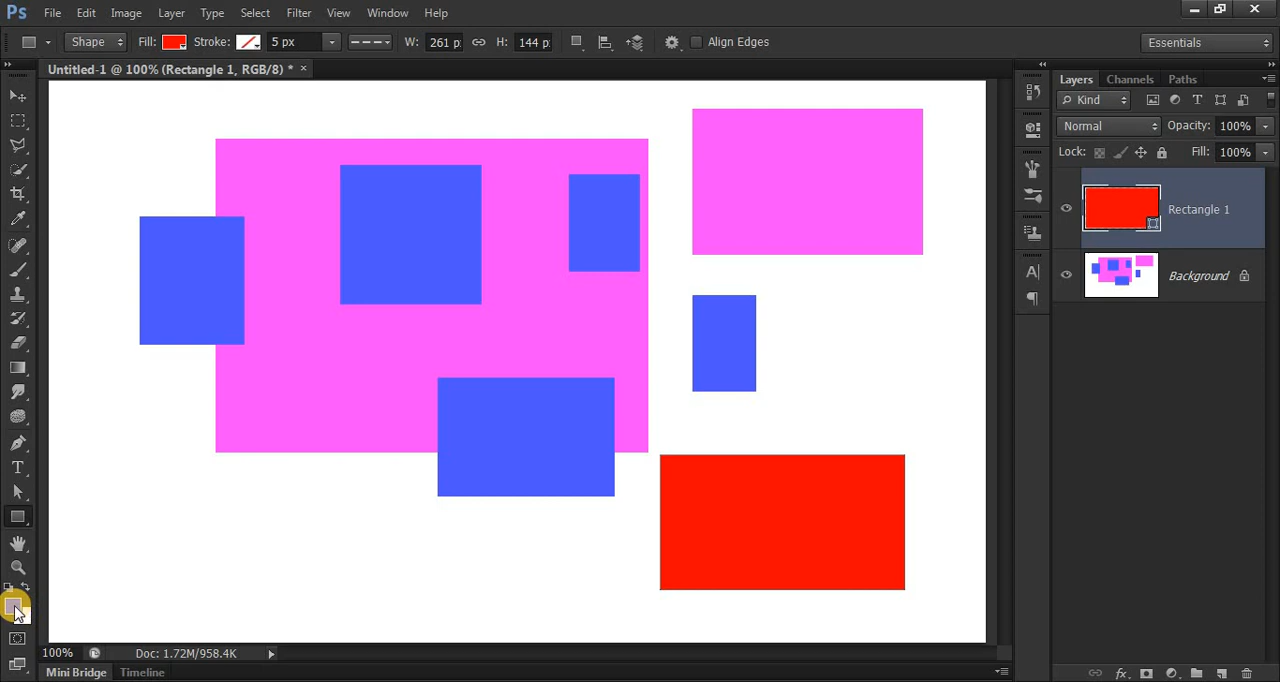 Ps File Edit Image Layer Type Select Filter View Window Help
Shape Fill: Stroke: 5 px W: 261 p: H: 144 p: Align Edges Essentials
Untitled-1 @ 100% (Rectangle 1, RGB/8) * ×
Layers Channels Paths
Kind T
Normal Opacity: 100%
Lock: Fill: 100%
Rectangle 1
Background
A|
T
fx
100% Doc: 1.72M/958.4K
Mini Bridge Timeline